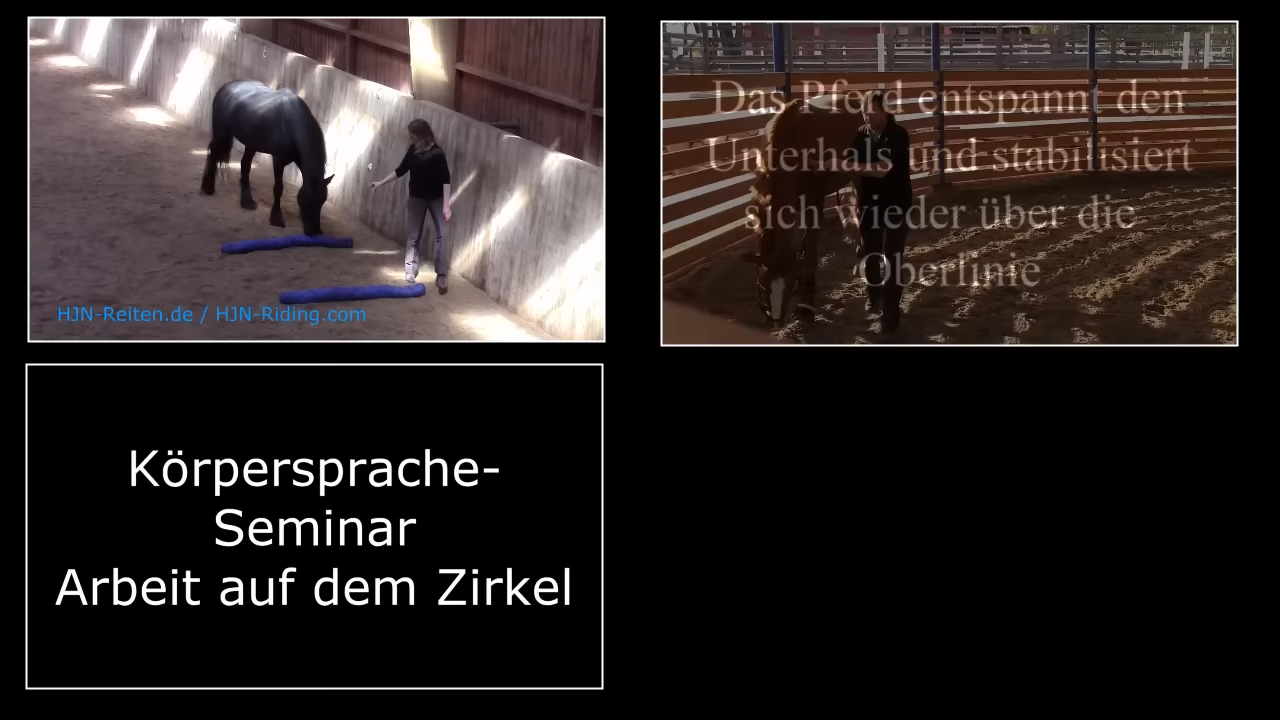 HJN-Reiten.de / HJN-Riding.com
Das Pferd entspannt den
Unterhals und stabilisiert
sich wieder über die
Oberlinie
Körpersprache-
Seminar
Arbeit auf dem Zirkel